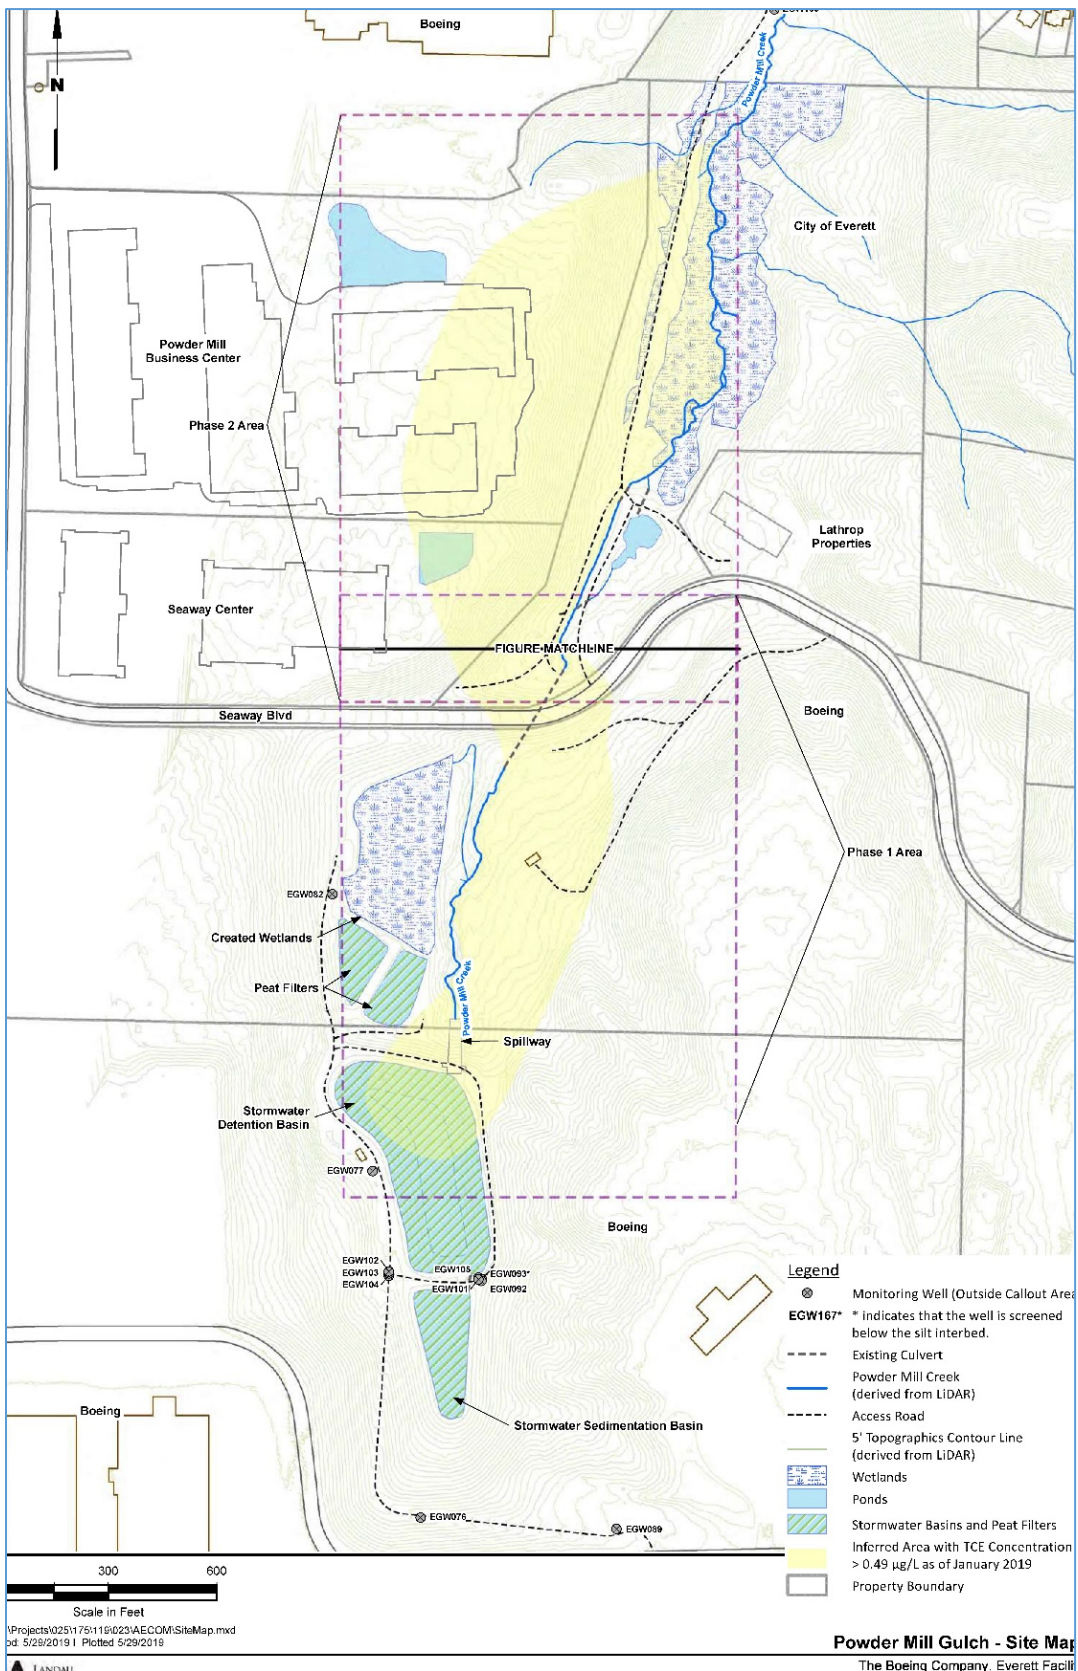 Boeing
Powder Mill Creek
N
City of Everett
Powder Mill
Business Center
Phase 2 Area
Lathrop
Properties
Seaway Center
FIGURE MATCHLINE
Seaway Blvd
Boeing
Phase 1 Area
EGW082
Created Wetlands
Peat Filters
Powder Mill Creek
Spillway
Stormwater
Detention Basin
EGW077
Boeing
EGW102
EGW103
EGW104
EGW105
EGW093*
EGW101
EGW092
Boeing
Stormwater Sedimentation Basin
EGW076
EGW089
Legend
Monitoring Well (Outside Callout Area
EGW167* * indicates that the well is screened
below the silt interbed.
Existing Culvert
Powder Mill Creek
(derived from LiDAR)
Access Road
5' Topographics Contour Line
(derived from LiDAR)
Wetlands
Ponds
Stormwater Basins and Peat Filters
Inferred Area with TCE Concentration
> 0.49 µg/L as of January 2019
Property Boundary
300 600
Scale in Feet
\Projects\025\175\119\023\AECOM\SiteMap.mxd
5/29/2019 | Plotted 5/29/2019
Powder Mill Gulch - Site Map
The Boeing Company, Everett Facili
LANDAU